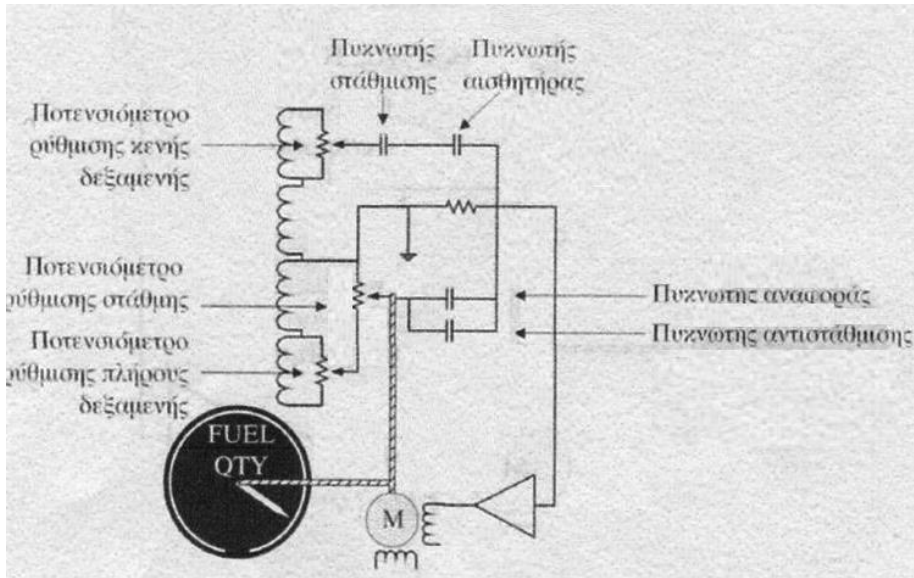 Πυκνωτής
στάθμισης
Πυκνωτής
αισθητήρας
Ποτενσιόμετρο
ρύθμισης κενής
δεξαμενής
Ποτενσιόμετρο
ρύθμισης στάθμης
Ποτενσιόμετρο
ρύθμισης πλήρους
δεξαμενής
Πυκνωτης αναφοράς
Πυκνωτης αντιστάθμισης
FUEL
QTY
M